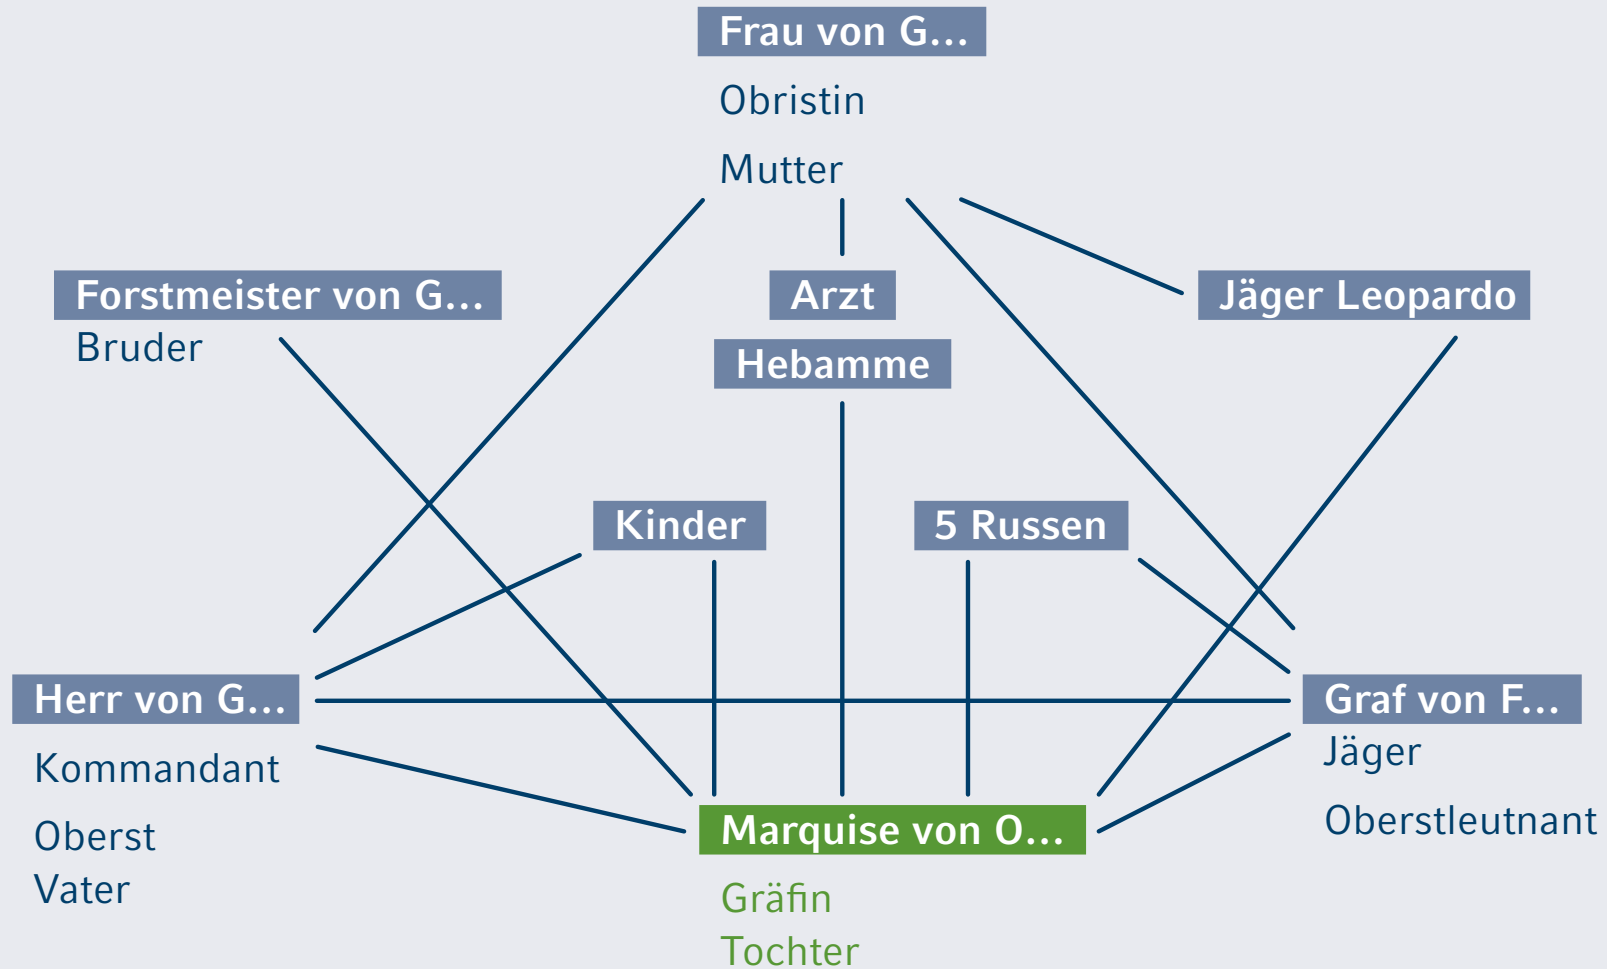 Frau von G...
Obristin
Mutter
Forstmeister von G...
Bruder
Arzt
Hebamme
Jäger Leopardo
Kinder
5 Russen
Herr von G...
Kommandant
Oberst
Vater
Marquise von O...
Gräfin
Tochter
Graf von F...
Jäger
Oberstleutnant